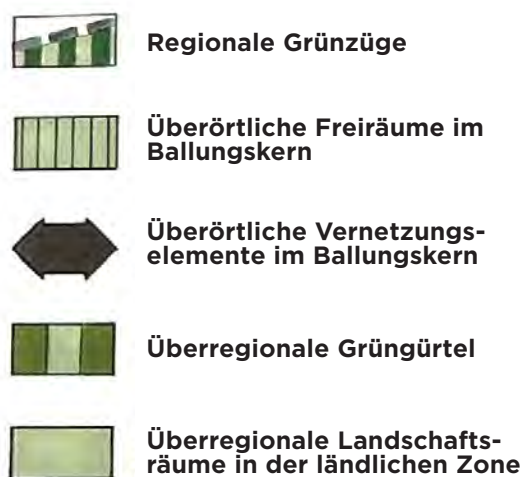 Regionale Grünzüge
Überörtliche Freiräume im
Ballungskern
Überörtliche Vernetzungs-
elemente im Ballungskern
Überregionale Grüngürtel
Überregionale Landschafts-
räume in der ländlichen Zone